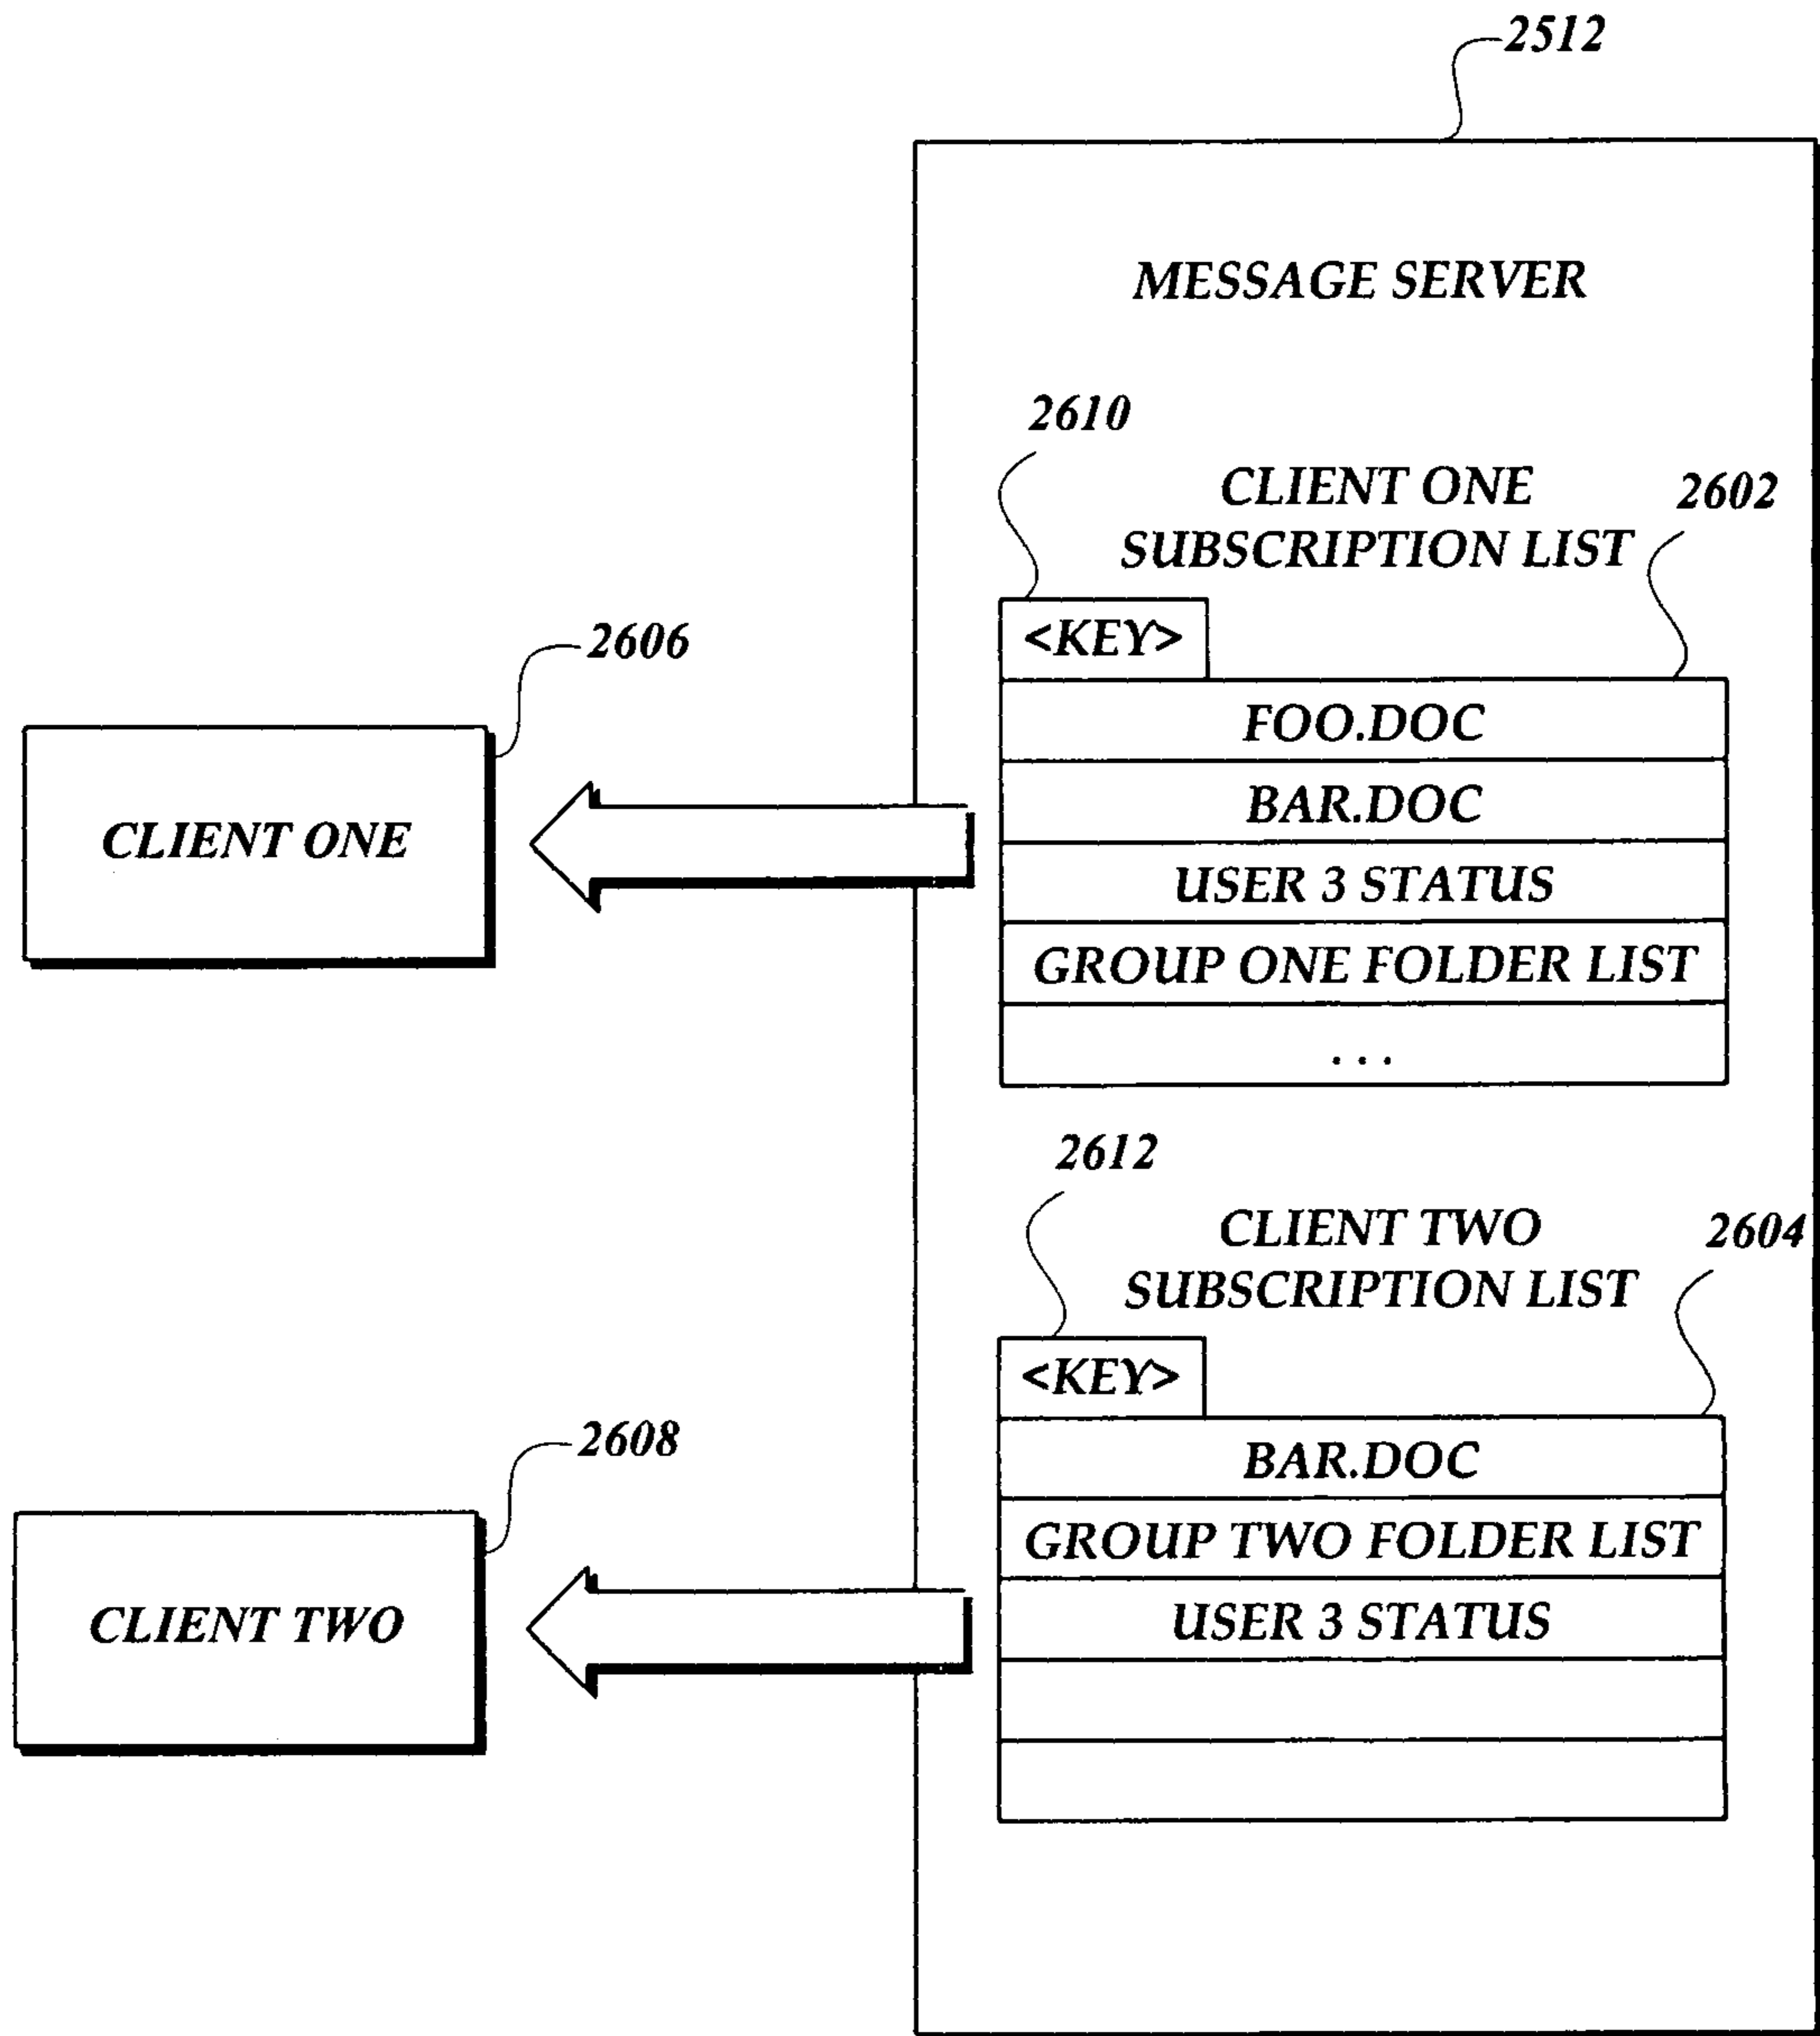 2512
MESSAGE SERVER
2610
CLIENT ONE
SUBSCRIPTION LIST
2602
<KEY>
FOO.DOC
BAR.DOC
USER 3 STATUS
GROUP ONE FOLDER LIST
...
2606
CLIENT ONE
2612
CLIENT TWO
SUBSCRIPTION LIST
2604
<KEY>
BAR.DOC
GROUP TWO FOLDER LIST
USER 3 STATUS
2608
CLIENT TWO